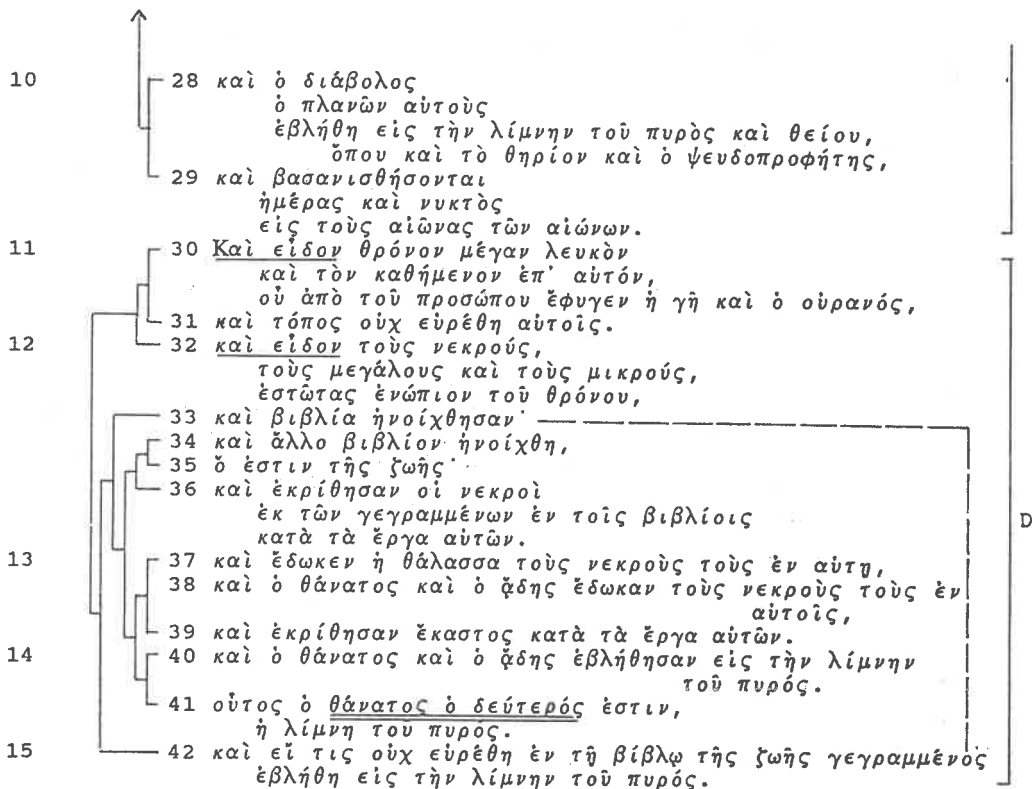 10 28 καὶ ὁ διάβολος
ὁ πλανῶν αὐτοὺς
ἐβλήθη εἰς τὴν λίμνην τοῦ πυρὸς καὶ θείου,
ὅπου καὶ τὸ θηρίον καὶ ὁ ψευδοπροφήτης,
29 καὶ βασανισθήσονται
ἡμέρας καὶ νυκτὸς
εἰς τοὺς αἰῶνας τῶν αἰώνων.
11 30 Καὶ εἶδον θρόνον μέγαν λευκὸν
καὶ τὸν καθήμενον ἐπ' αὐτόν,
οὗ ἀπὸ τοῦ προσώπου ἔφυγεν ἡ γῆ καὶ ὁ οὐρανός,
31 καὶ τόπος οὐχ εὑρέθη αὐτοῖς.
12 32 καὶ εἶδον τοὺς νεκρούς,
τοὺς μεγάλους καὶ τοὺς μικρούς,
ἑστῶτας ἐνώπιον τοῦ θρόνου,
33 καὶ βιβλία ἠνοίχθησαν·
34 καὶ ἄλλο βιβλίον ἠνοίχθη,
35 ὅ ἐστιν τῆς ζωῆς·
36 καὶ ἐκρίθησαν οἱ νεκροὶ
ἐκ τῶν γεγραμμένων ἐν τοῖς βιβλίοις
D
κατὰ τὰ ἔργα αὐτῶν.
13 37 καὶ ἔδωκεν ἡ θάλασσα τοὺς νεκροὺς τοὺς ἐν αὐτῃ,
38 καὶ ὁ θάνατος καὶ ὁ ᾅδης ἔδωκαν τοὺς νεκροὺς τοὺς ἐν
αὐτοῖς,
39 καὶ ἐκρίθησαν ἕκαστος κατὰ τὰ ἔργα αὐτῶν.
14 40 καὶ ὁ θάνατος καὶ ὁ ᾅδης ἐβλήθησαν εἰς τὴν λίμνην
τοῦ πυρός.
41 οὗτος ὁ θάνατος ὁ δεύτερός ἐστιν,
ἡ λίμνη τοῦ πυρός.
15 42 καὶ εἴ τις οὐχ εὑρέθη ἐν τῇ βίβλῳ τῆς ζωῆς γεγραμμένος
ἐβλήθη εἰς τὴν λίμνην τοῦ πυρός.